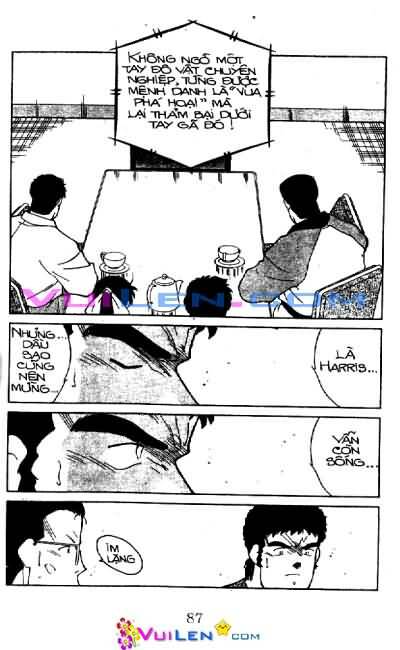 KHÔNG NGỜ MỘT
TAY ĐÔ VẬT CHUYÊN
NGHIỆP, TỪNG ĐƯỢC
MỆNH DANH LÀ "VUA
PHÁ HOẠI" MÀ
LẠI THẢM BẠI DƯỚI
TAY GÃ ĐÓ!
VUILEN.COM
LÀ
HARRIS...
NHƯNG...
DẪU
SAO
CŨNG
NÊN
MỪNG...
VẪN
CÒN
SỐNG...
IM
LẶNG
87
VUILEN.COM